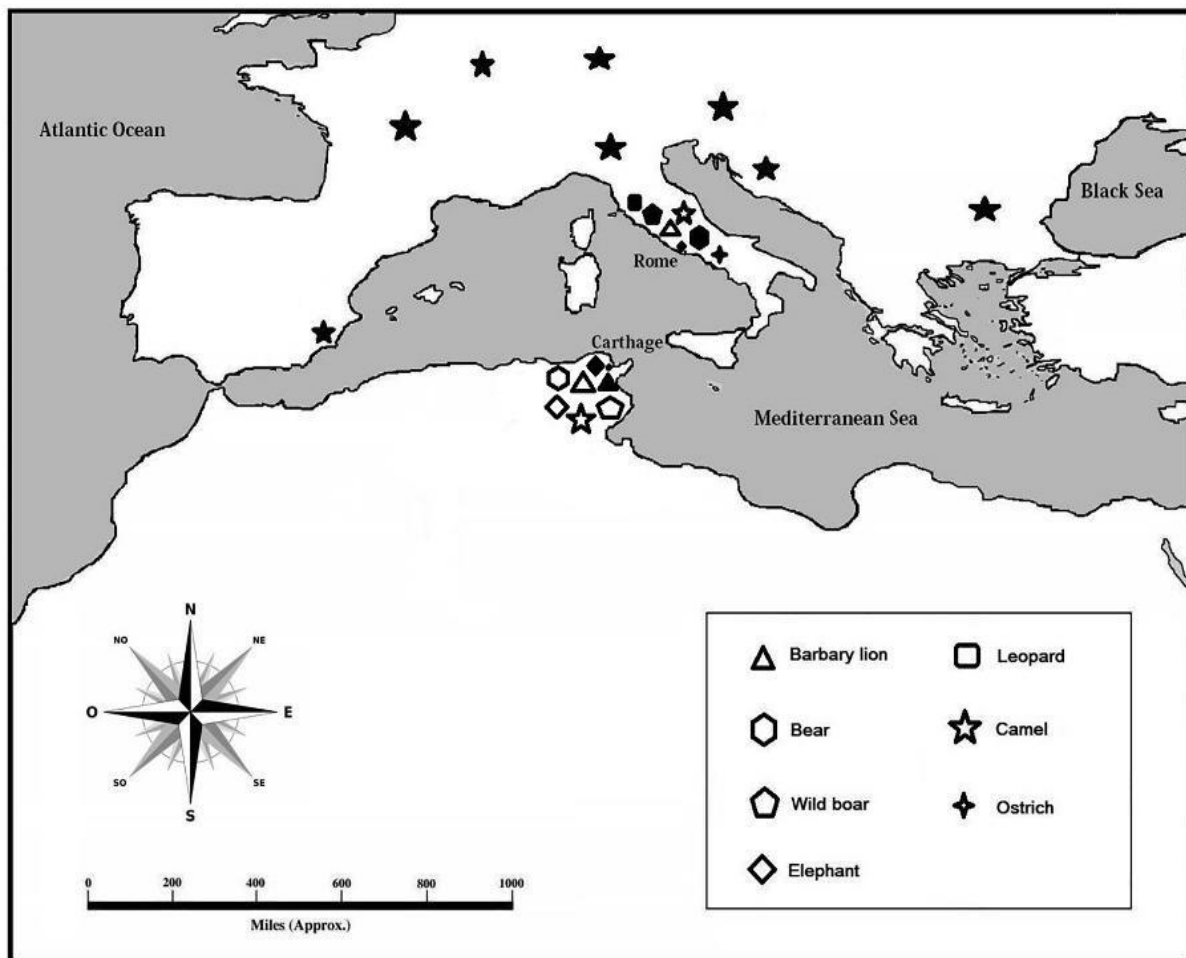 Atlantic Ocean
Black Sea
Rome
Carthage
Mediterranean Sea
N
NO
NE
O
E
SO
SE
S
0 200 400 600 800 1000
Miles (Approx.)
Barbary lion
Leopard
Bear
Camel
Wild boar
Ostrich
Elephant